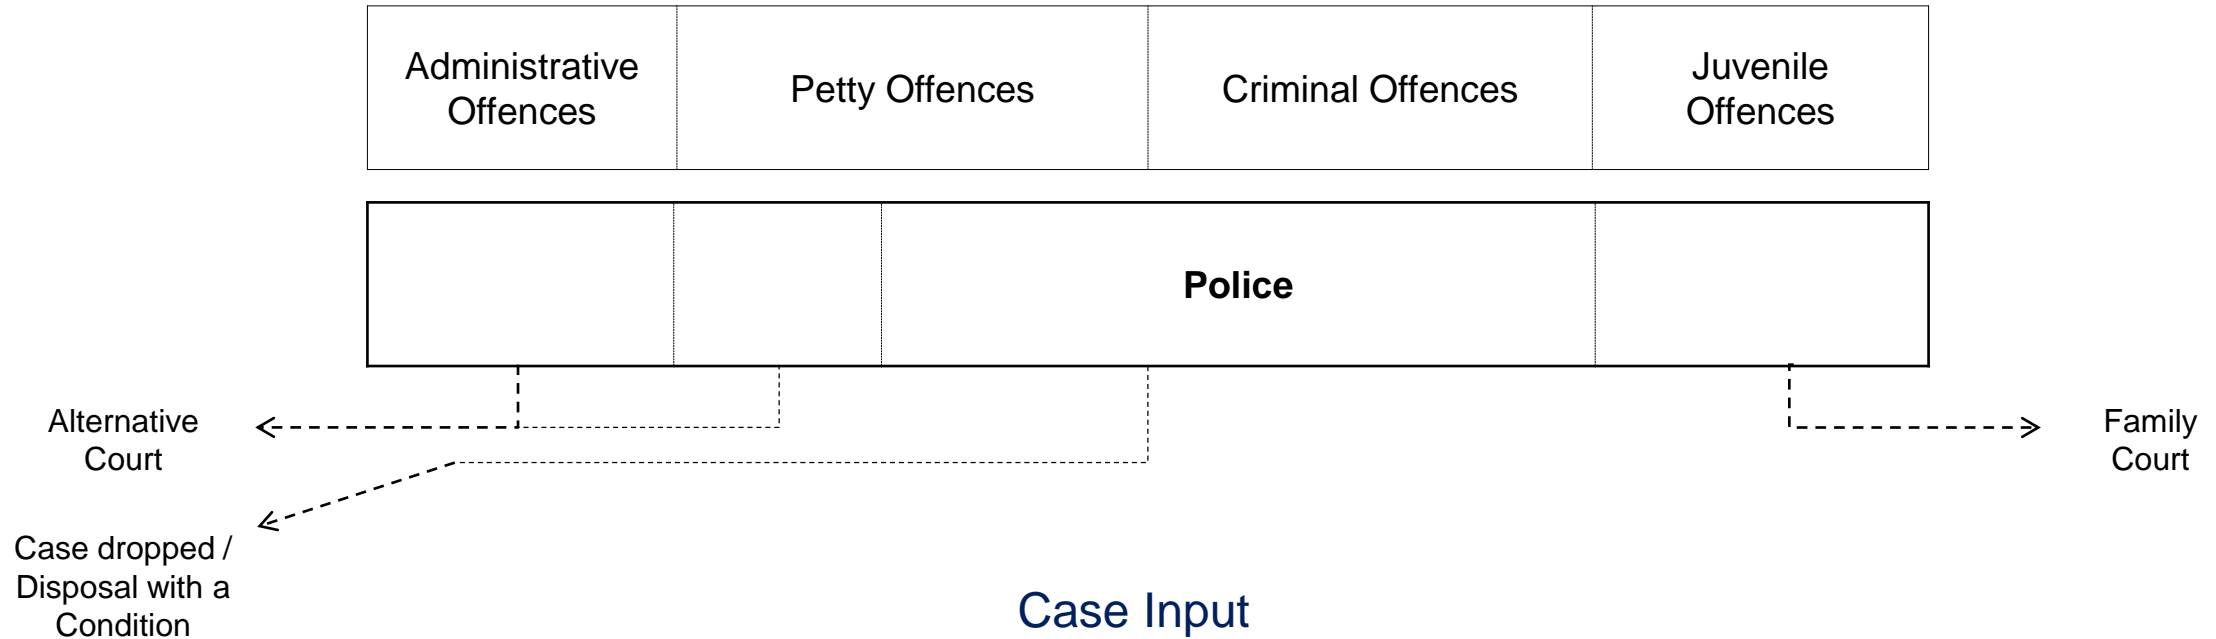 Administrative
Offences
Petty Offences
Criminal Offences
Juvenile
Offences
Police
Alternative
Court
Family
Court
Case dropped /
Disposal with a
Condition
Case Input